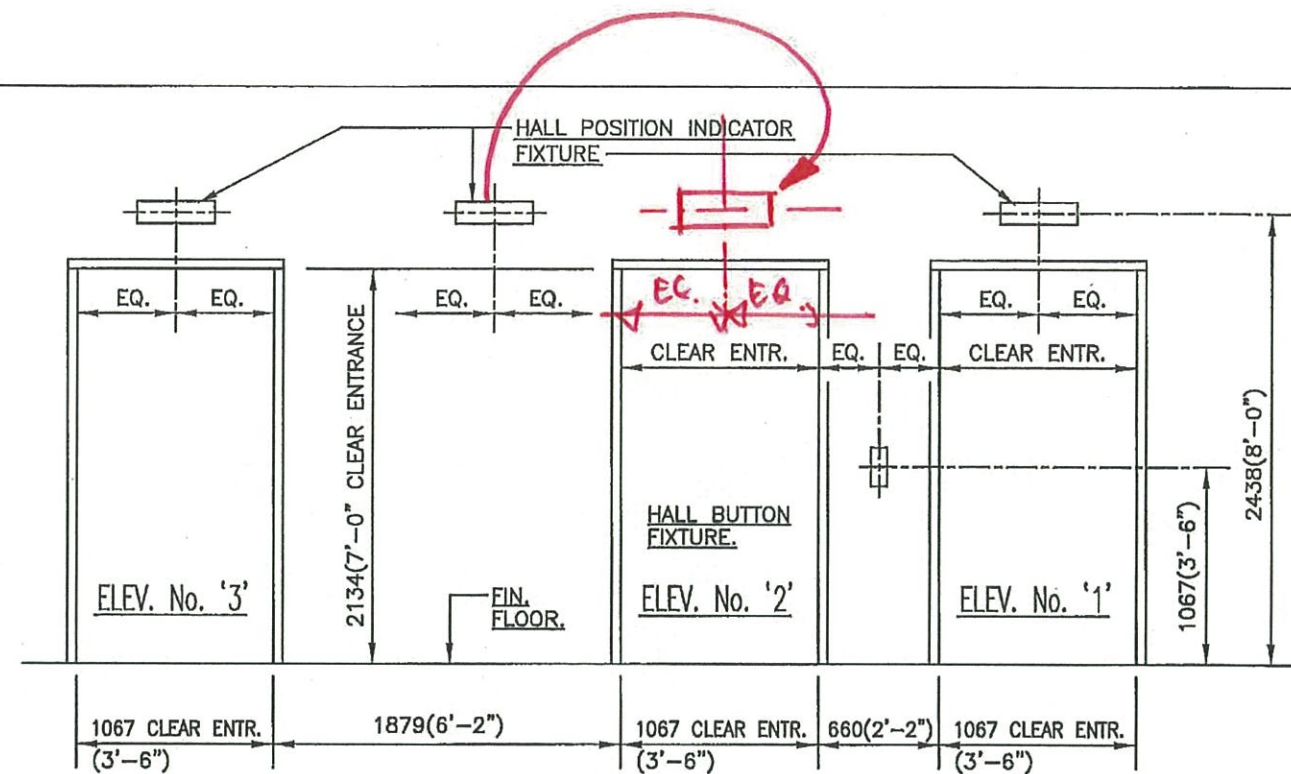 HALL POSITION INDICATOR
FIXTURE
EQ. EQ.
EQ. EQ.
EQ. EQ.
EQ. EQ.
2134(7'-0" CLEAR ENTRANCE
CLEAR ENTR.
EQ. EQ.
CLEAR ENTR.
2438(8'-0")
1067(3'-6")
HALL BUTTON
FIXTURE.
ELEV. No. '3'
FIN.
FLOOR.
ELEV. No. '2'
ELEV. No. '1'
1067 CLEAR ENTR.
(3'-6")
1879(6'-2")
1067 CLEAR ENTR.
(3'-6")
660(2'-2")
1067 CLEAR ENTR.
(3'-6")